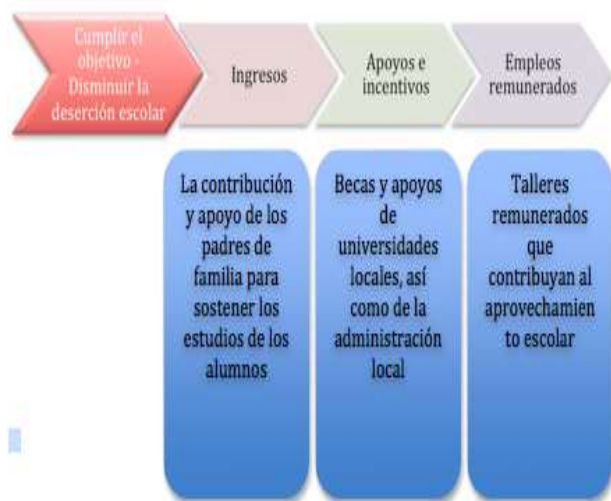 Cumplir el
objetivo -
Disminuir la
deserción escolar
Ingresos
Apoyos e
incentivos
Empleos
remunerados
La contribución
y apoyo de los
padres de
familia para
sostener los
estudios de los
alumnos
Becas y apoyos
de
universidades
locales, así
como de la
administración
local
Talleres
remunerados
que
contribuyan al
aprovechamien
to escolar